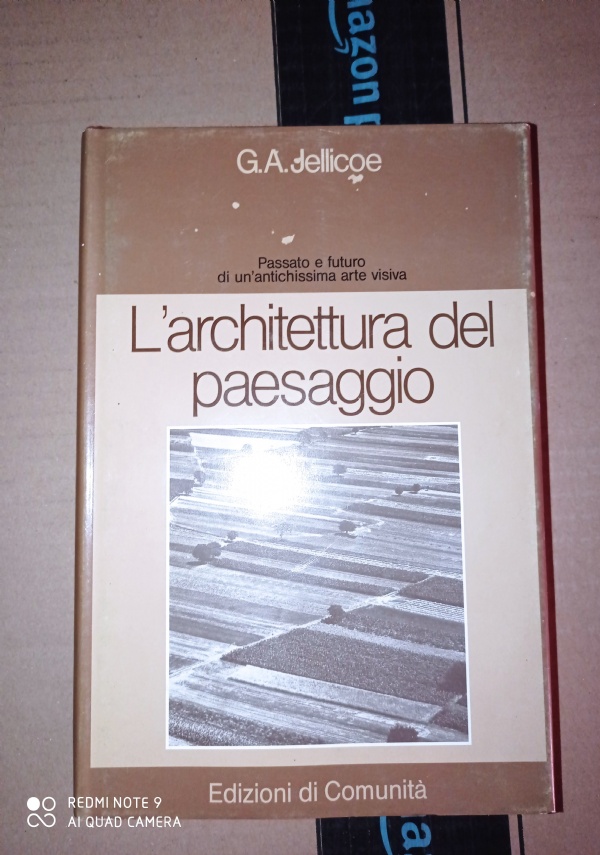 amazon p
G.A. Jellicoe
Passato e futuro
di un'antichissima arte visiva
L'architettura del
paesaggio
Edizioni di Comunità
REDMI NOTE 9
AI QUAD CAMERA